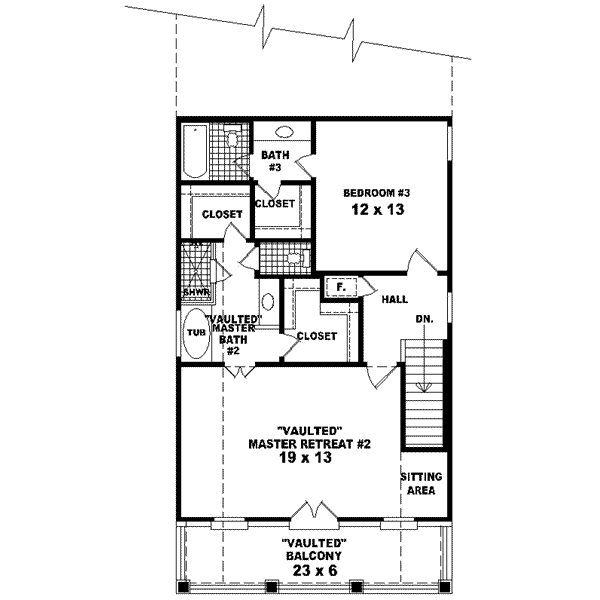 BATH
#3
BEDROOM #3
12 x 13
CLOSET
CLOSET
SHWR
F.
HALL
DN.
"VAULTED"
MASTER
BATH
#2
TUB
CLOSET
"VAULTED"
MASTER RETREAT #2
19 x 13
SITTING
AREA
"VAULTED"
BALCONY
23 x 6